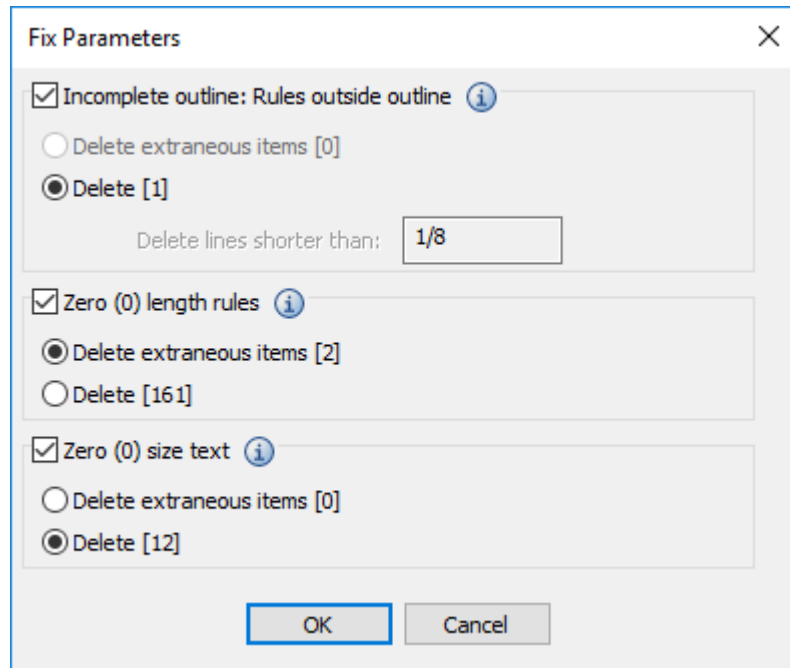 Fix Parameters
Incomplete outline: Rules outside outline
Delete extraneous items [0]
Delete [1]
Delete lines shorter than: 1/8
Zero (0) length rules
Delete extraneous items [2]
Delete [161]
Zero (0) size text
Delete extraneous items [0]
Delete [12]
OK Cancel